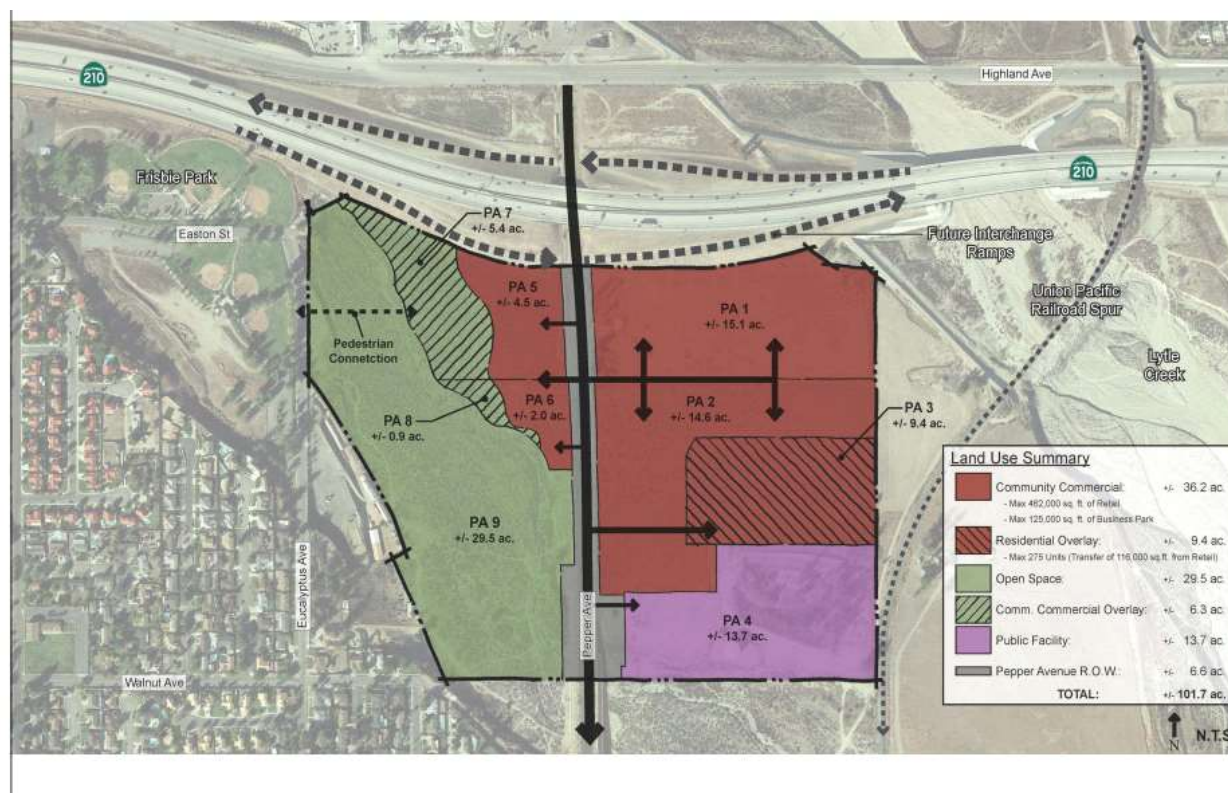 Highland Ave
210
210
Frisbie Park
Easton St
PA 7
+/- 5.4 ac.
Future Interchange
Ramps
PA 5
+/- 4.5 ac.
PA 1
+/- 15.1 ac.
Union Pacific
Railroad Spur
Pedestrian
Connetction
Lytle
Creek
PA 6
+/- 2.0 ac.
PA 2
+/- 14.6 ac.
PA 3
+/- 9.4 ac.
PA 8
+/- 0.9 ac.
PA 9
+/- 29.5 ac.
Eucalyptus Ave
Pepper Ave
PA 4
+/- 13.7 ac.
Walnut Ave
Land Use Summary
Community Commercial: +/- 36.2 ac.
- Max 462,000 sq. ft. of Retail
- Max 125,000 sq. ft. of Business Park
Residential Overlay: +/- 9.4 ac.
- Max 275 Units (Transfer of 116,000 sq.ft. from Retail)
Open Space: +/- 29.5 ac.
Comm. Commercial Overlay: +/- 6.3 ac.
Public Facility: +/- 13.7 ac.
Pepper Avenue R.O.W.: +/- 6.6 ac.
TOTAL: +/- 101.7 ac.
N
N.T.S